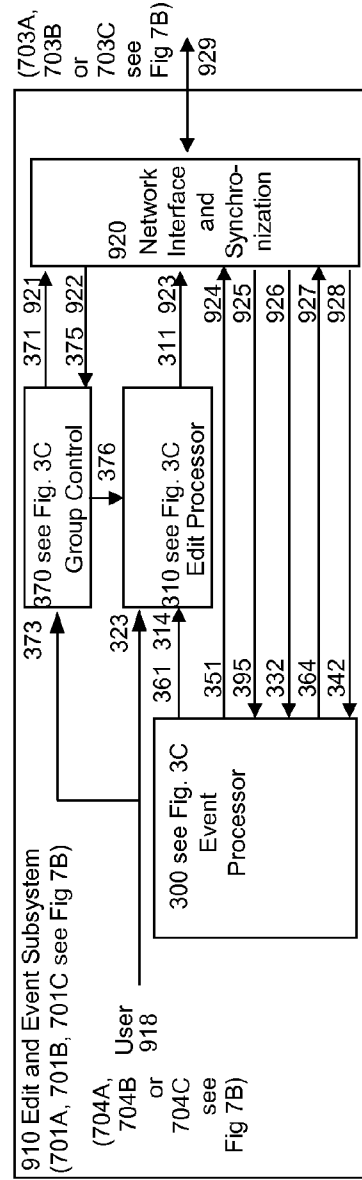 910 Edit and Event Subsystem
(701A, 701B, 701C see Fig 7B)
(704A,
704B
or
704C
see
Fig 7B)
User
918
373
370 see Fig. 3C
Group Control
371
921
375
922
376
323
310 see Fig. 3C
Edit Processor
361
314
311
923
300 see Fig. 3C
Event
Processor
351
924
395
925
332
926
364
927
342
928
920
Network
Interface
and
Synchro-
nization
(703A,
703B
or
703C
see
Fig 7B)
929